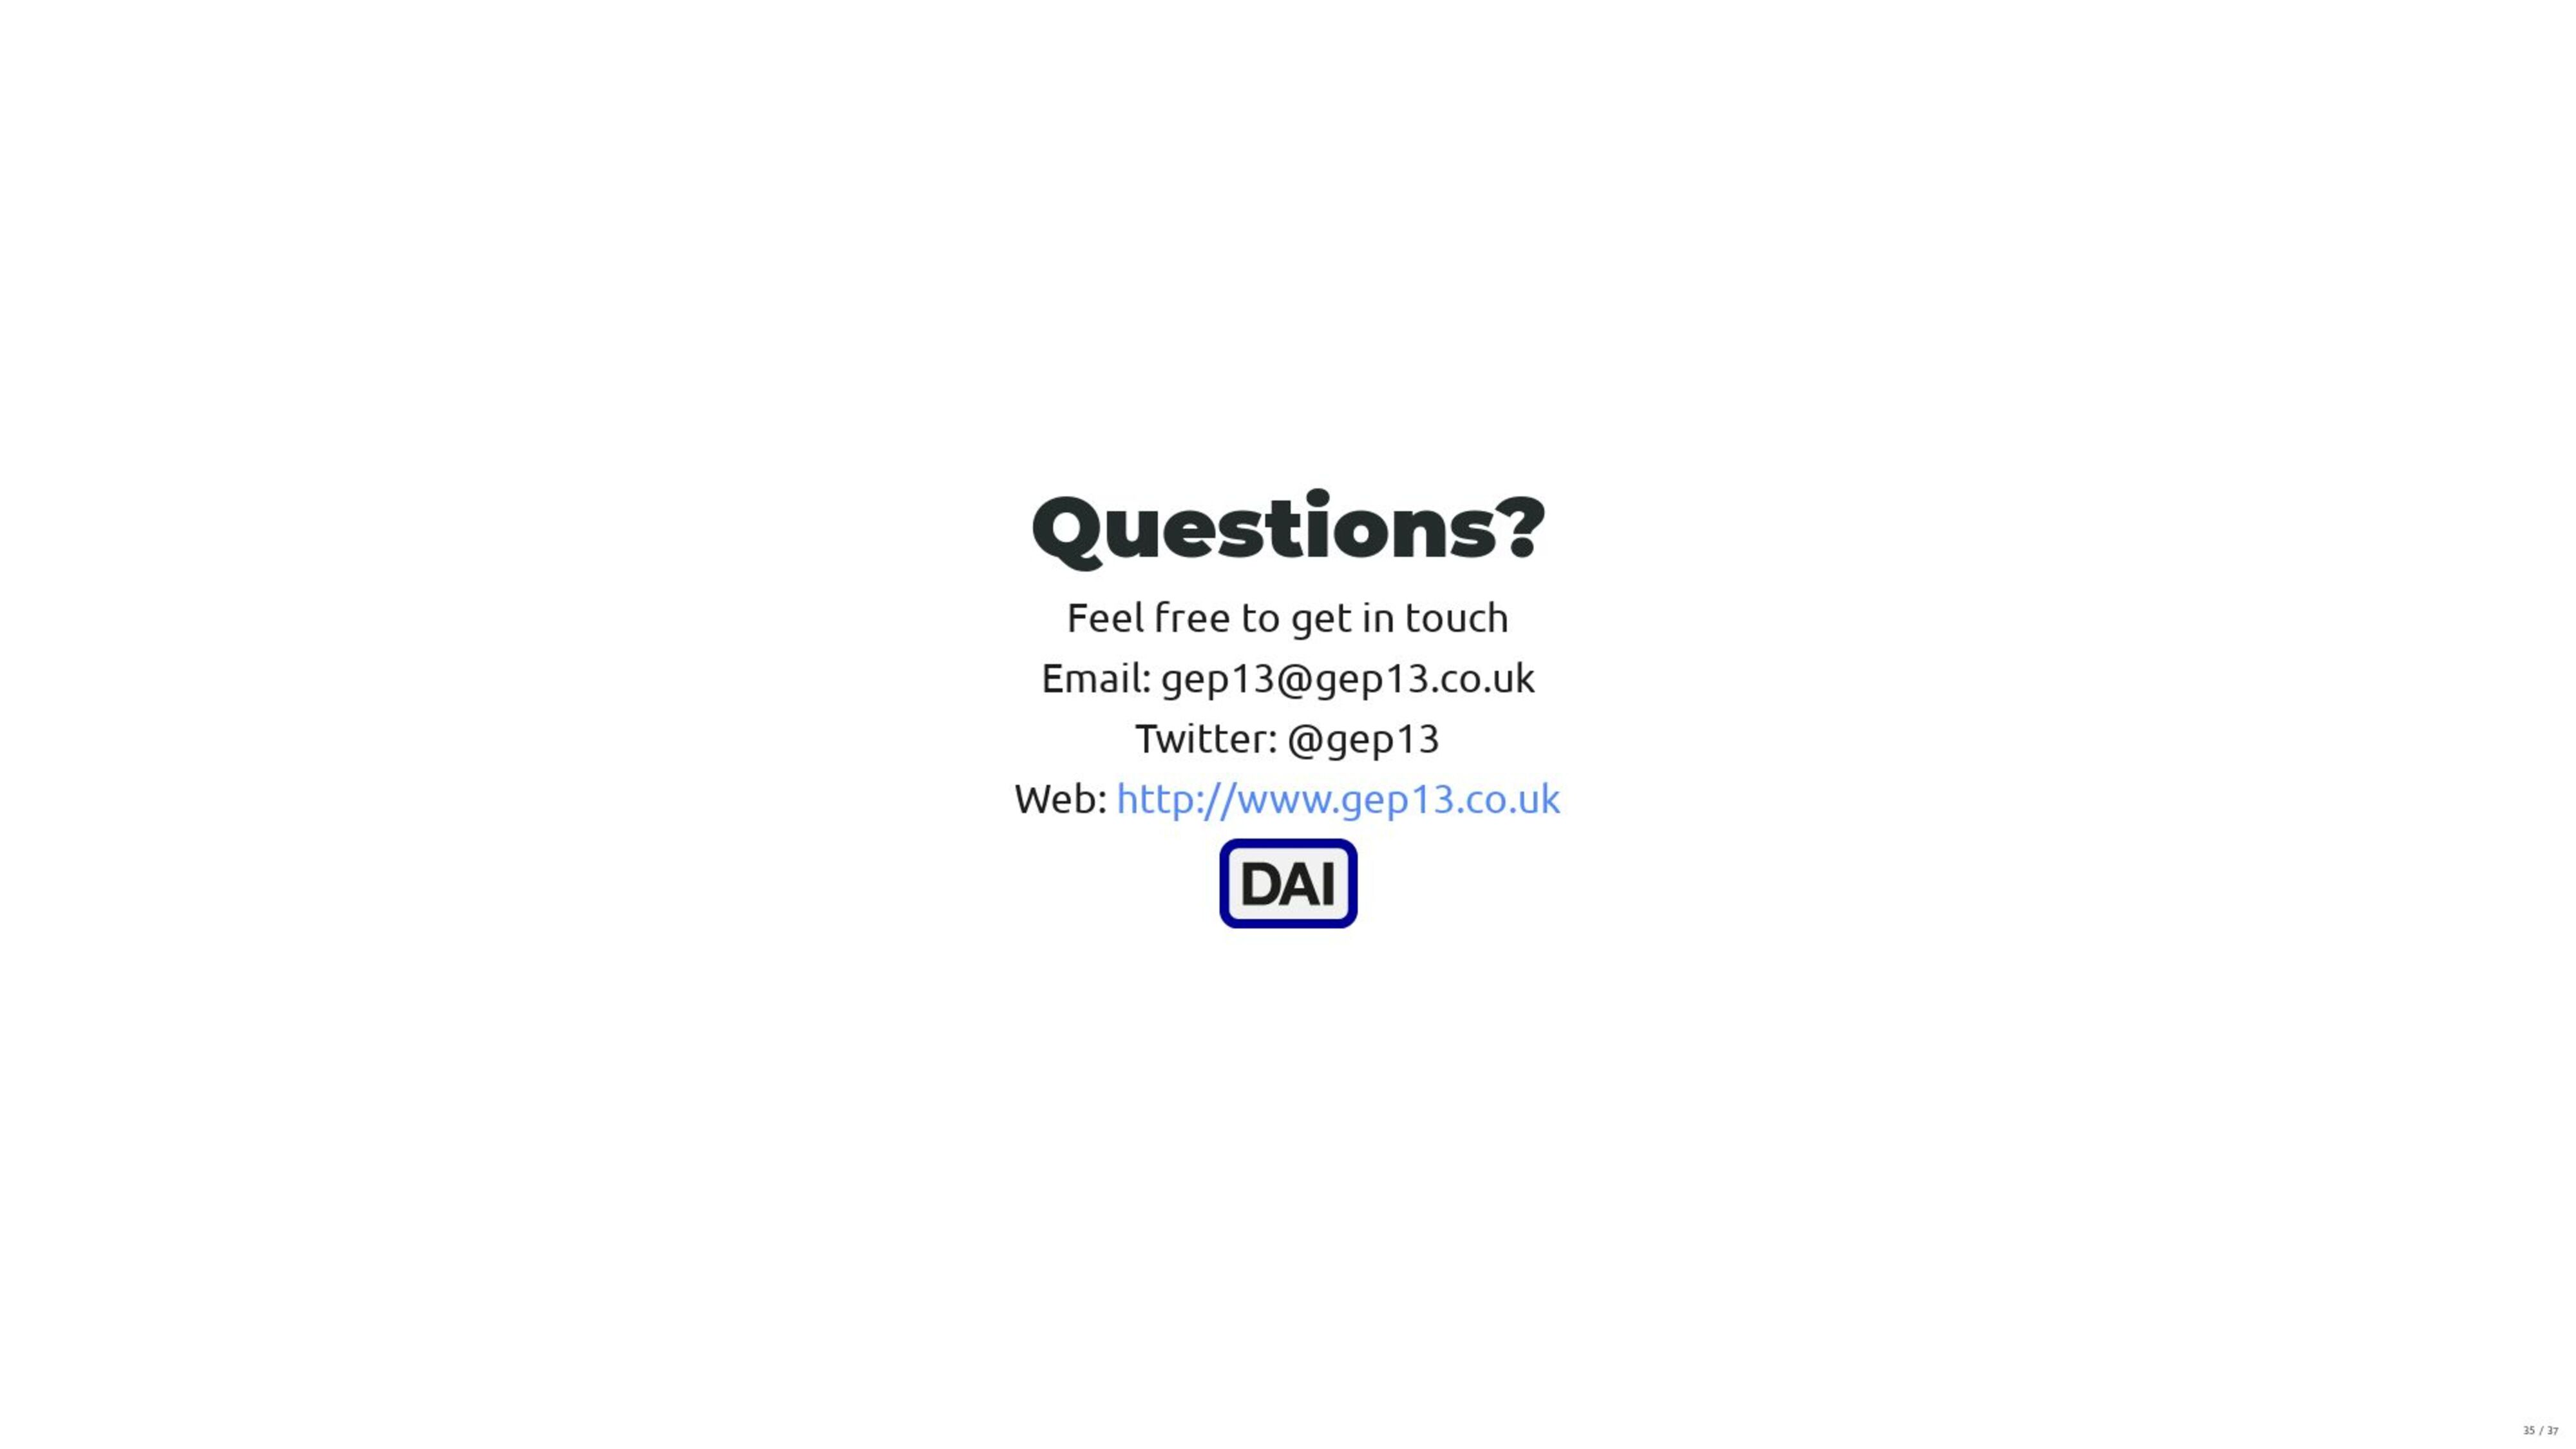 Questions?
Feel free to get in touch
Email: gep13@gep13.co.uk
Twitter: @gep13
Web: http://www.gep13.co.uk
DAI
35 / 37